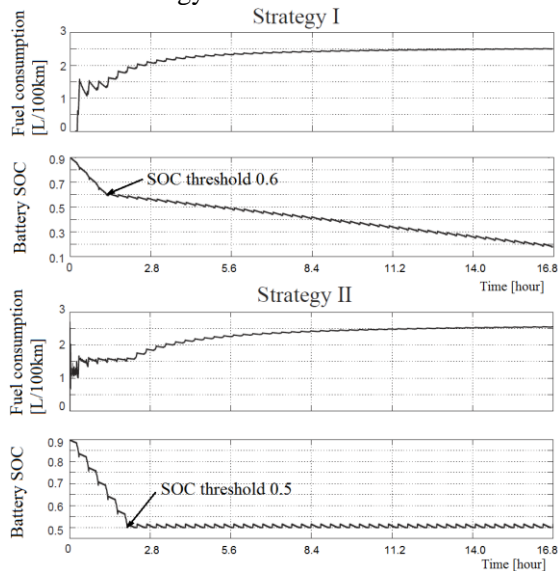 Strategy I
Fuel consumption
[L/100km]
3
2
1
0
Battery SOC
0.9
0.7
0.5
0.3
0.1
SOC threshold 0.6
0
2.8
5.6
8.4
11.2
14.0
16.8
Time [hour]
Strategy II
Fuel consumption
[L/100km]
3
2
1
0
Battery SOC
0.9
0.8
0.7
0.6
0.5
SOC threshold 0.5
0
2.8
5.6
8.4
11.2
14.0
16.8
Time [hour]